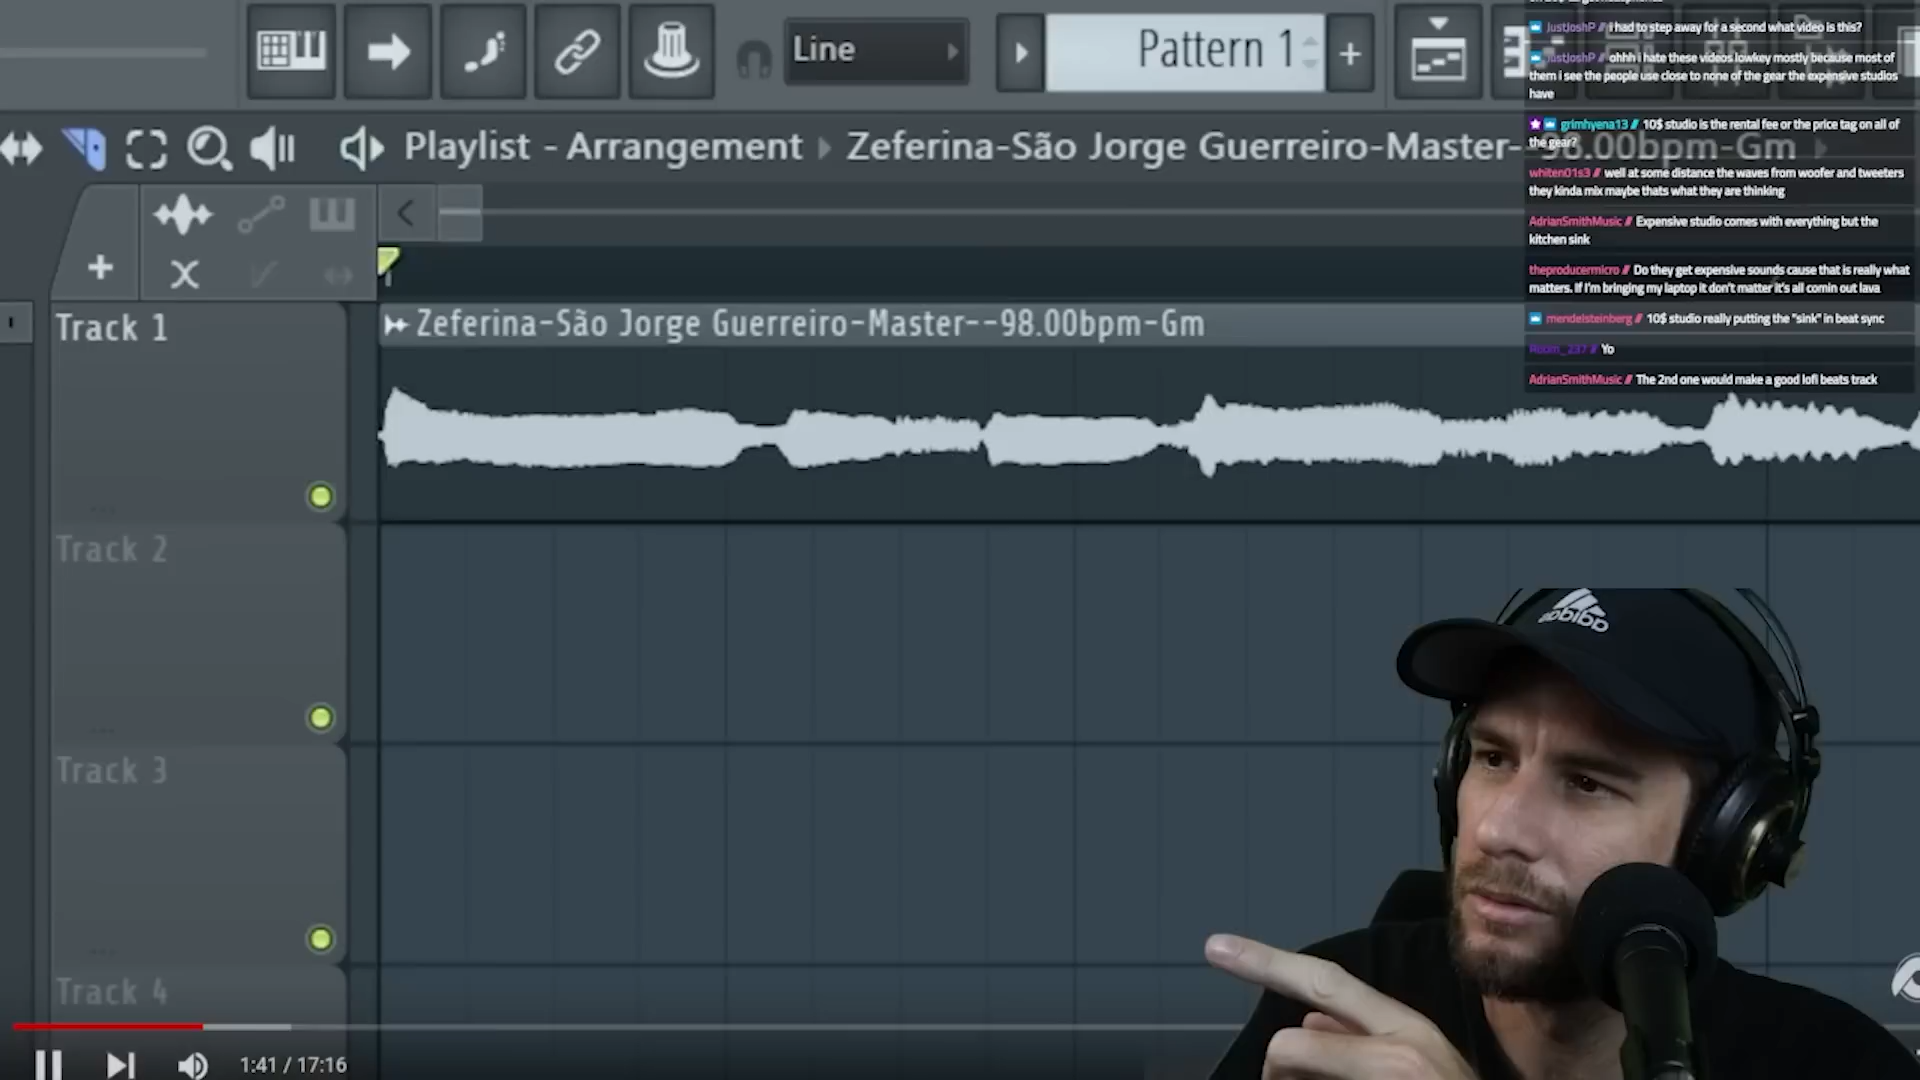 Line
Pattern 1
Playlist - Arrangement ▸ Zeferina-São Jorge Guerreiro-Master--98.00bpm-Gm
Track 1
Zeferina-São Jorge Guerreiro-Master--98.00bpm-Gm
Track 2
Track 3
Track 4
1:41 / 17:16
JustJoshP // i had to step away for a second what video is this?
JustJoshP // ohhh i hate these videos lowkey mostly because most of
them i see the people use close to none of the gear the expensive studios
have
grimhyena13 // 10$ studio is the rental fee or the price tag on all of
the gear?
whiten01s3 // well at some distance the waves from woofer and tweeters
they kinda mix maybe thats what they are thinking
AdrianSmithMusic // Expensive studio comes with everything but the
kitchen sink
theproducermicro // Do they get expensive sounds cause that is really what
matters. If I'm bringing my laptop it don't matter it's all comin out lava
mendelsteinberg // 10$ studio really putting the "sink" in beat sync
Room_237 // Yo
AdrianSmithMusic // The 2nd one would make a good lofi beats track
adidas